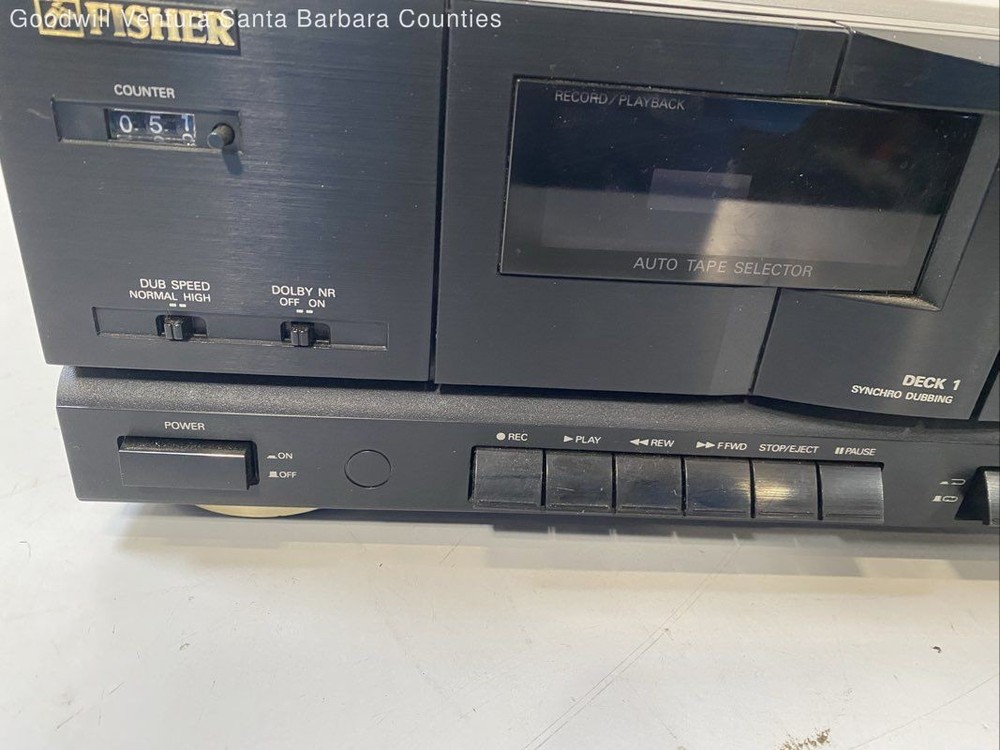 Goodwill Ventura Santa Barbara Counties
FISHER
COUNTER
0 5 1
RECORD/PLAYBACK
AUTO TAPE SELECTOR
DUB SPEED
NORMAL HIGH
DOLBY NR
OFF ON
DECK 1
SYNCHRO DUBBING
POWER
ON
OFF
● REC
▶ PLAY
◀◀ REW
▶▶ F FWD
STOP/EJECT
▮▮ PAUSE